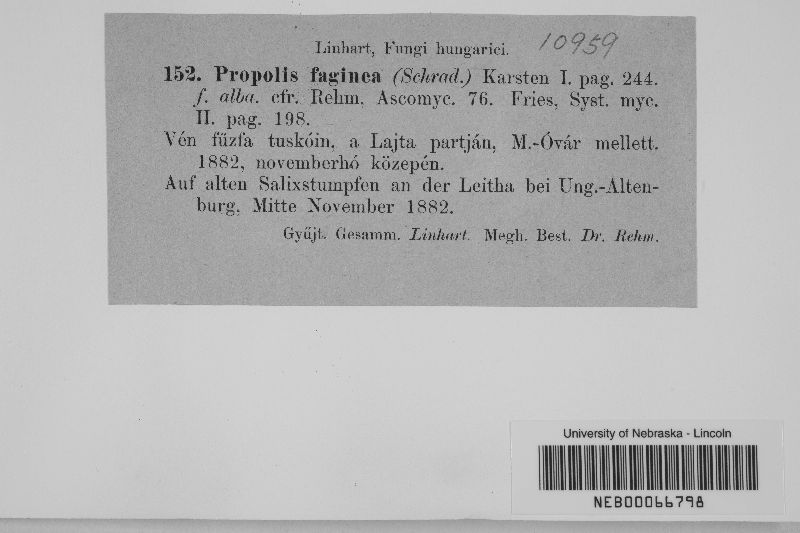 Linhart, Fungi hungarici. 10959
152. Propolis faginea (Schrad.) Karsten I. pag. 244.
f. alba. cfr. Rehm, Ascomyc. 76. Fries, Syst. myc.
II. pag. 198.
Vén fűzfa tuskóin, a Lajta partján, M.-Óvár mellett.
1882, novemberhó közepén.
Auf alten Salixstumpfen an der Leitha bei Ung.-Alten-
burg, Mitte November 1882.
Gyűjt. Gesamm. Linhart. Megh. Best. Dr. Rehm.
University of Nebraska - Lincoln
NEB00066798